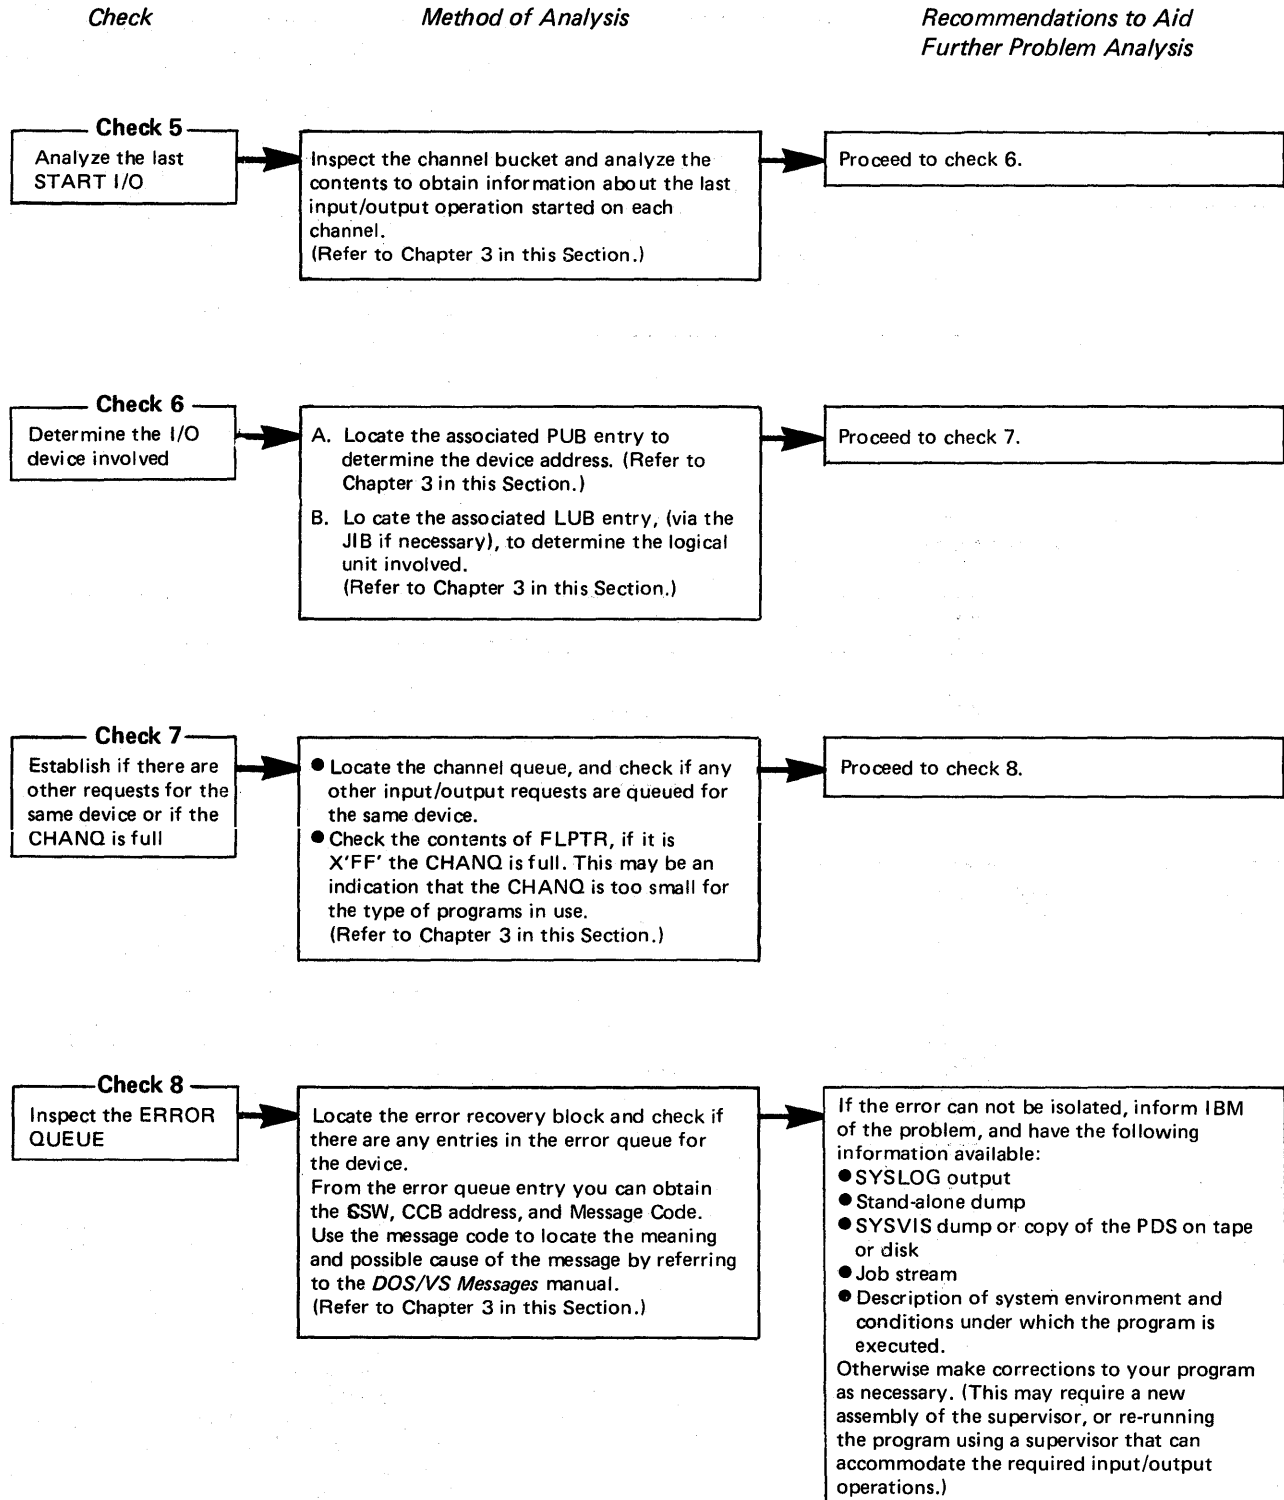 Check
Method of Analysis
Recommendations to Aid
Further Problem Analysis
Check 5
Analyze the last
START I/O
Inspect the channel bucket and analyze the
contents to obtain information about the last
input/output operation started on each
channel.
(Refer to Chapter 3 in this Section.)
Proceed to check 6.
Check 6
Determine the I/O
device involved
A. Locate the associated PUB entry to
determine the device address. (Refer to
Chapter 3 in this Section.)
B. Lo cate the associated LUB entry, (via the
JIB if necessary), to determine the logical
unit involved.
(Refer to Chapter 3 in this Section.)
Proceed to check 7.
Check 7
Establish if there are
other requests for the
same device or if the
CHANQ is full
● Locate the channel queue, and check if any
other input/output requests are queued for
the same device.
● Check the contents of FLPTR, if it is
X'FF' the CHANQ is full. This may be an
indication that the CHANQ is too small for
the type of programs in use.
(Refer to Chapter 3 in this Section.)
Proceed to check 8.
Check 8
Inspect the ERROR
QUEUE
Locate the error recovery block and check if
there are any entries in the error queue for
the device.
From the error queue entry you can obtain
the CSW, CCB address, and Message Code.
Use the message code to locate the meaning
and possible cause of the message by referring
to the DOS/VS Messages manual.
(Refer to Chapter 3 in this Section.)
If the error can not be isolated, inform IBM
of the problem, and have the following
information available:
● SYSLOG output
● Stand-alone dump
● SYSVIS dump or copy of the PDS on tape
or disk
● Job stream
● Description of system environment and
conditions under which the program is
executed.
Otherwise make corrections to your program
as necessary. (This may require a new
assembly of the supervisor, or re-running
the program using a supervisor that can
accommodate the required input/output
operations.)